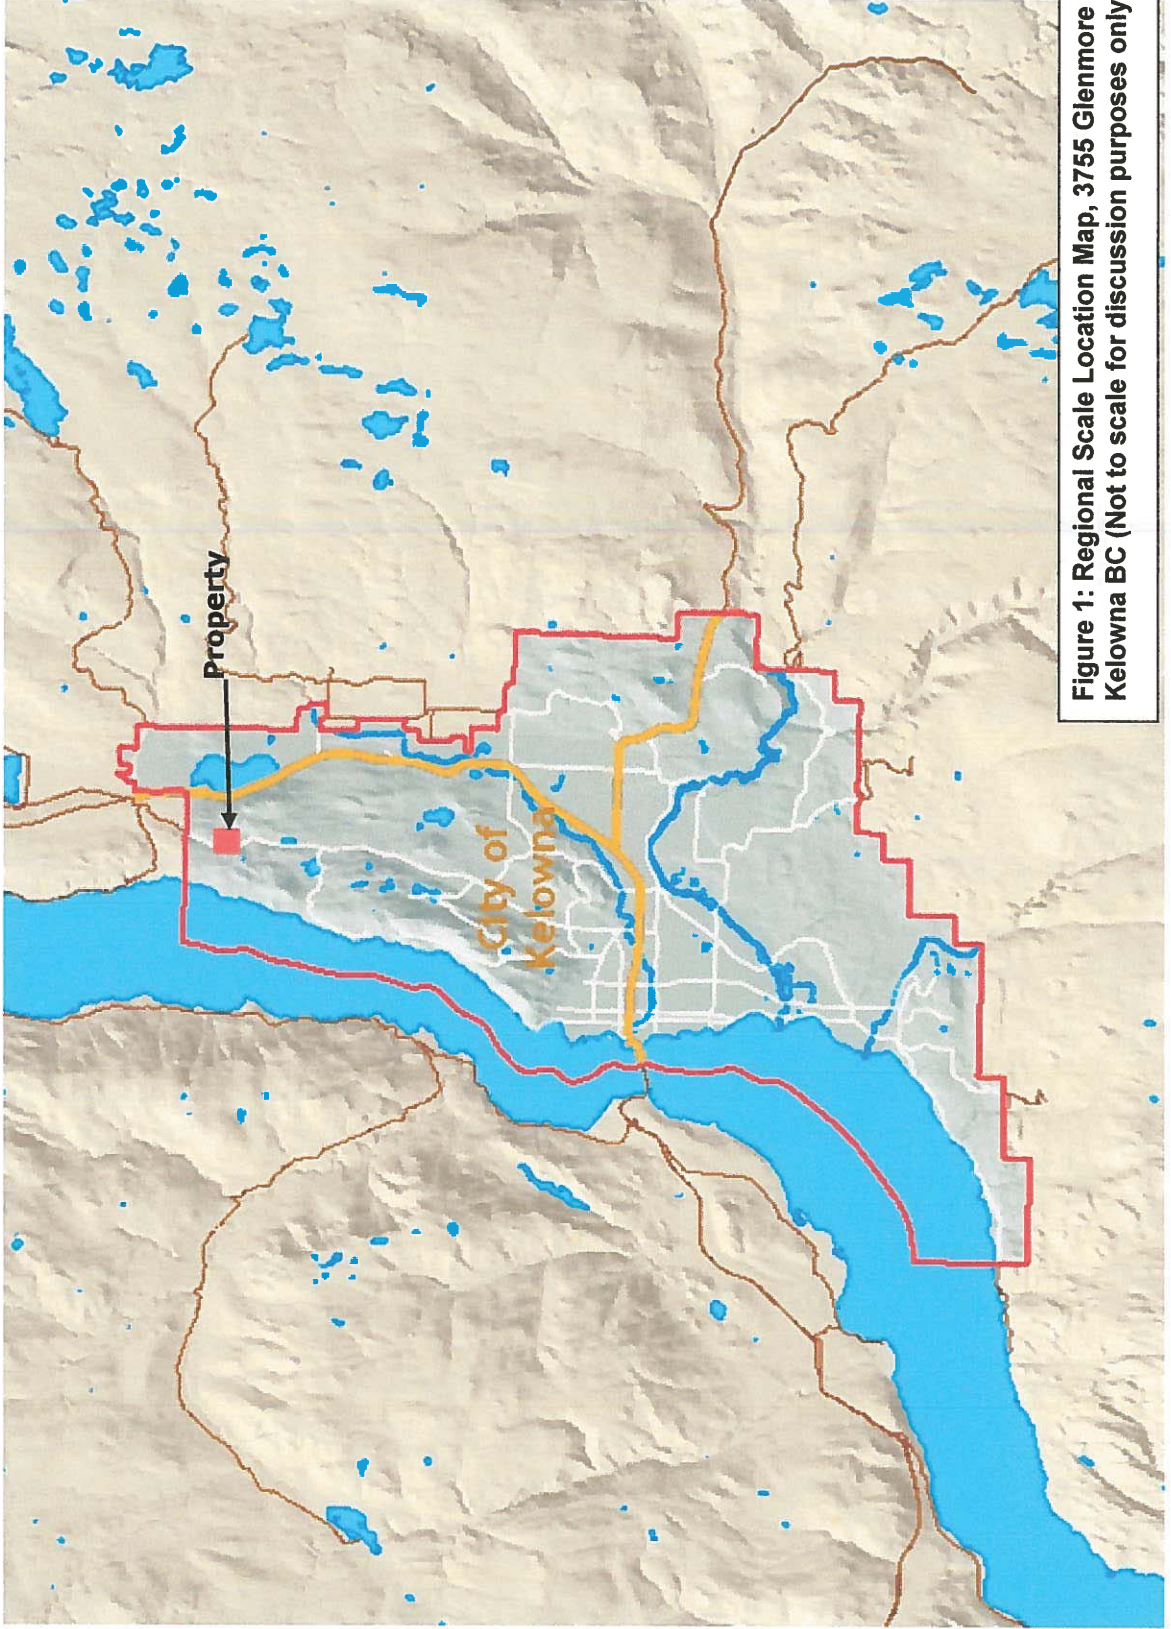 Property
City of
Kelowna
Figure 1: Regional Scale Location Map, 3755 Glenmore
Kelowna BC (Not to scale for discussion purposes only